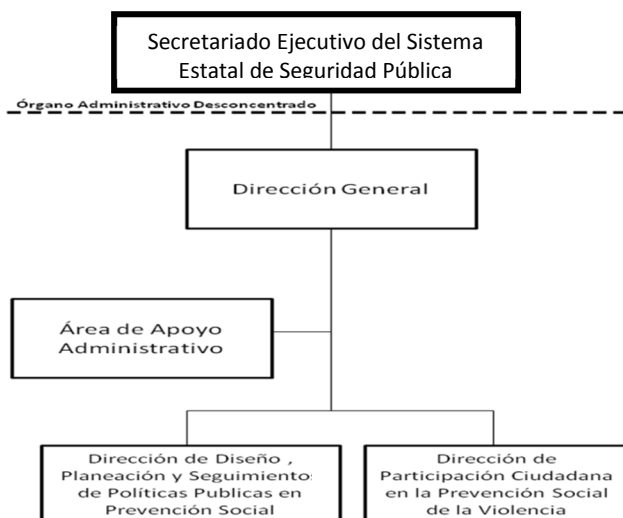 Secretariado Ejecutivo del Sistema
Estatal de Seguridad Pública
Órgano Administrativo Desconcentrado
Dirección General
Área de Apoyo
Administrativo
Dirección de Diseño ,
Planeación y Seguimiento
de Políticas Publicas en
Prevención Social
Dirección de
Participación Ciudadana
en la Prevención Social
de la Violencia